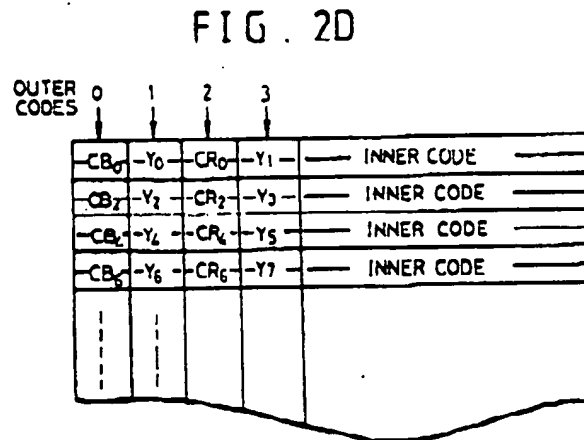 FIG. 2D
OUTER CODES 0 1 2 3
CB0 Y0 CR0 Y1 INNER CODE
CB2 Y2 CR2 Y3 INNER CODE
CB4 Y4 CR4 Y5 INNER CODE
CB6 Y6 CR6 Y7 INNER CODE